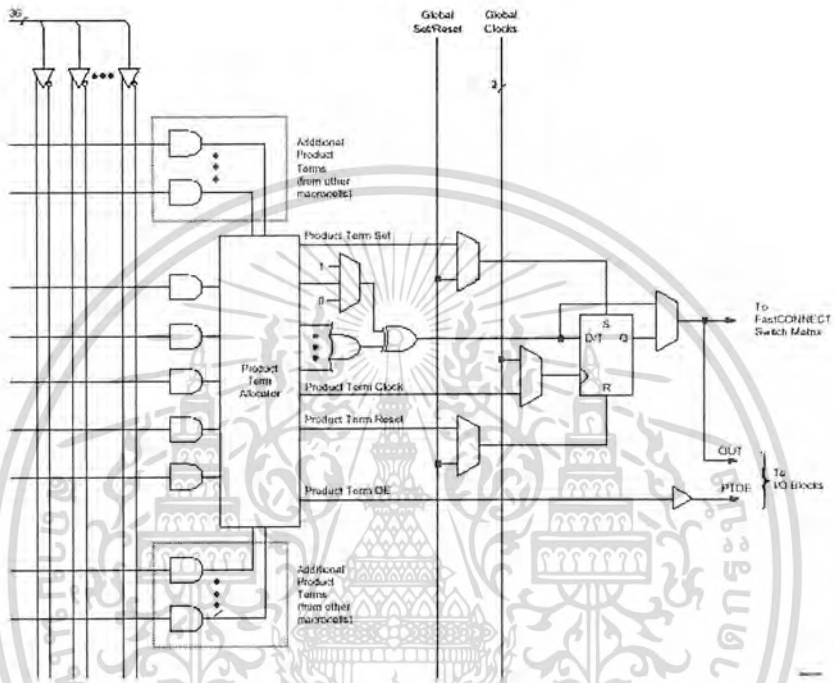 36
Global
Set/Reset
Global
Clocks
3
Additional
Product
Terms
(from other
macrocells)
Product Term Set
1
0
Product
Term
Allocator
Product Term Clock
Product Term Reset
Product Term OE
S
D/T Q
R
To
FastCONNECT
Switch Matrix
OUT
PTOE
To
I/O Blocks
Additional
Product
Terms
(from other
macrocells)